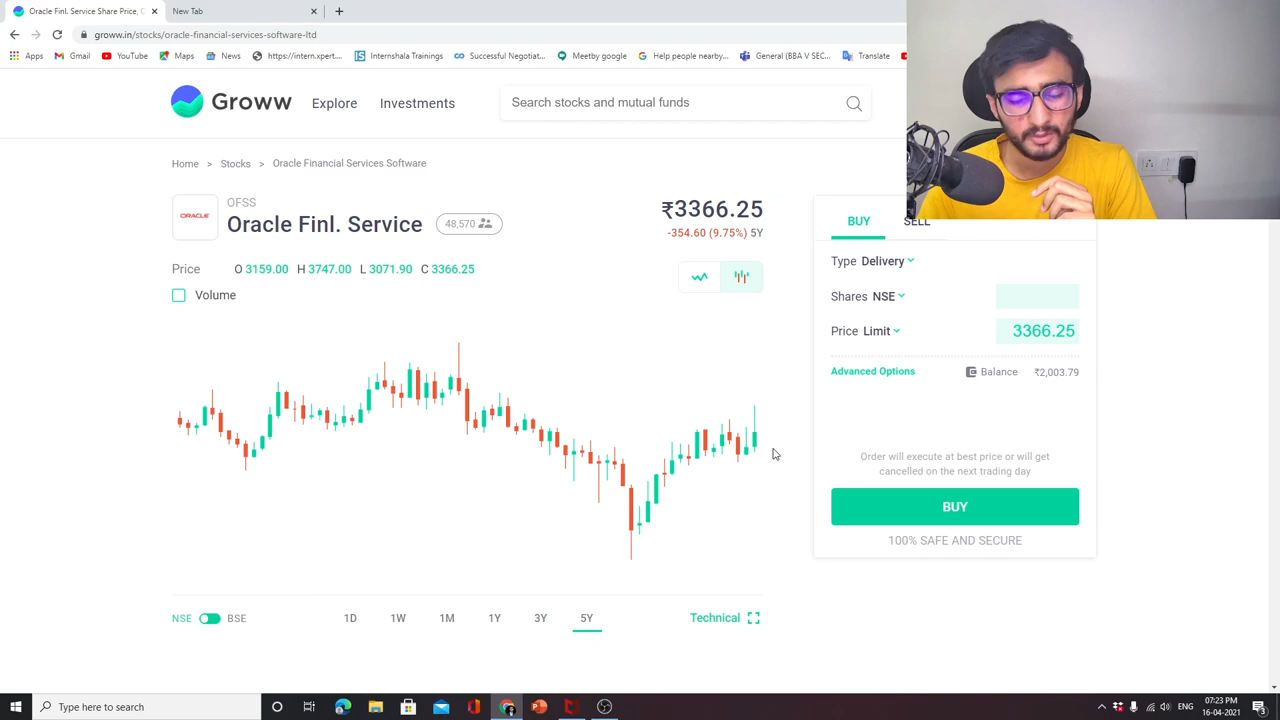 Oracle Finl. Service Share Price, C
New Tab
groww.in/stocks/oracle-financial-services-software-ltd
Apps Gmail YouTube Maps News https://intern.xpert.... Internshala Trainings Successful Negotiat... Meetby google Help people nearby... General (BBA V SEC... Translate
Groww
Explore Investments
Search stocks and mutual funds
Home > Stocks > Oracle Financial Services Software
ORACLE
OFSS
Oracle Finl. Service
48,570
₹3366.25
-354.60 (9.75%) 5Y
Price O 3159.00 H 3747.00 L 3071.90 C 3366.25
Volume
BUY SELL
Type Delivery
Shares NSE
Price Limit 3366.25
Advanced Options Balance ₹2,003.79
Order will execute at best price or will get
cancelled on the next trading day
BUY
100% SAFE AND SECURE
NSE BSE 1D 1W 1M 1Y 3Y 5Y Technical
Type here to search
ENG
07:23 PM
16-04-2021